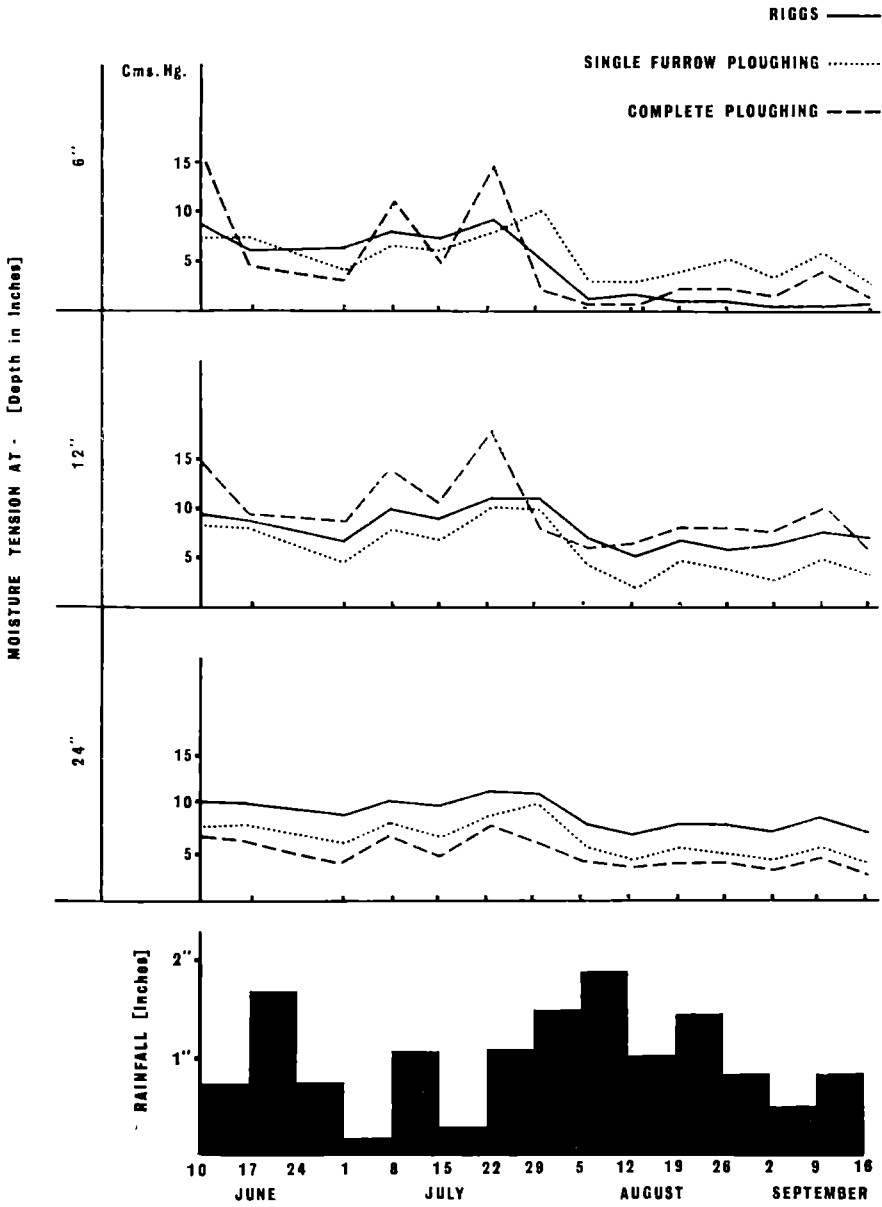 RIGGS
SINGLE FURROW PLOUGHING
COMPLETE PLOUGHING
Cms. Hg.
MOISTURE TENSION AT - [Depth in Inches]
6"
15
10
5
12"
15
10
5
24"
15
10
5
RAINFALL [Inches]
2"
1"
10 17 24 1 8 15 22 29 5 12 19 26 2 9 16
JUNE JULY AUGUST SEPTEMBER